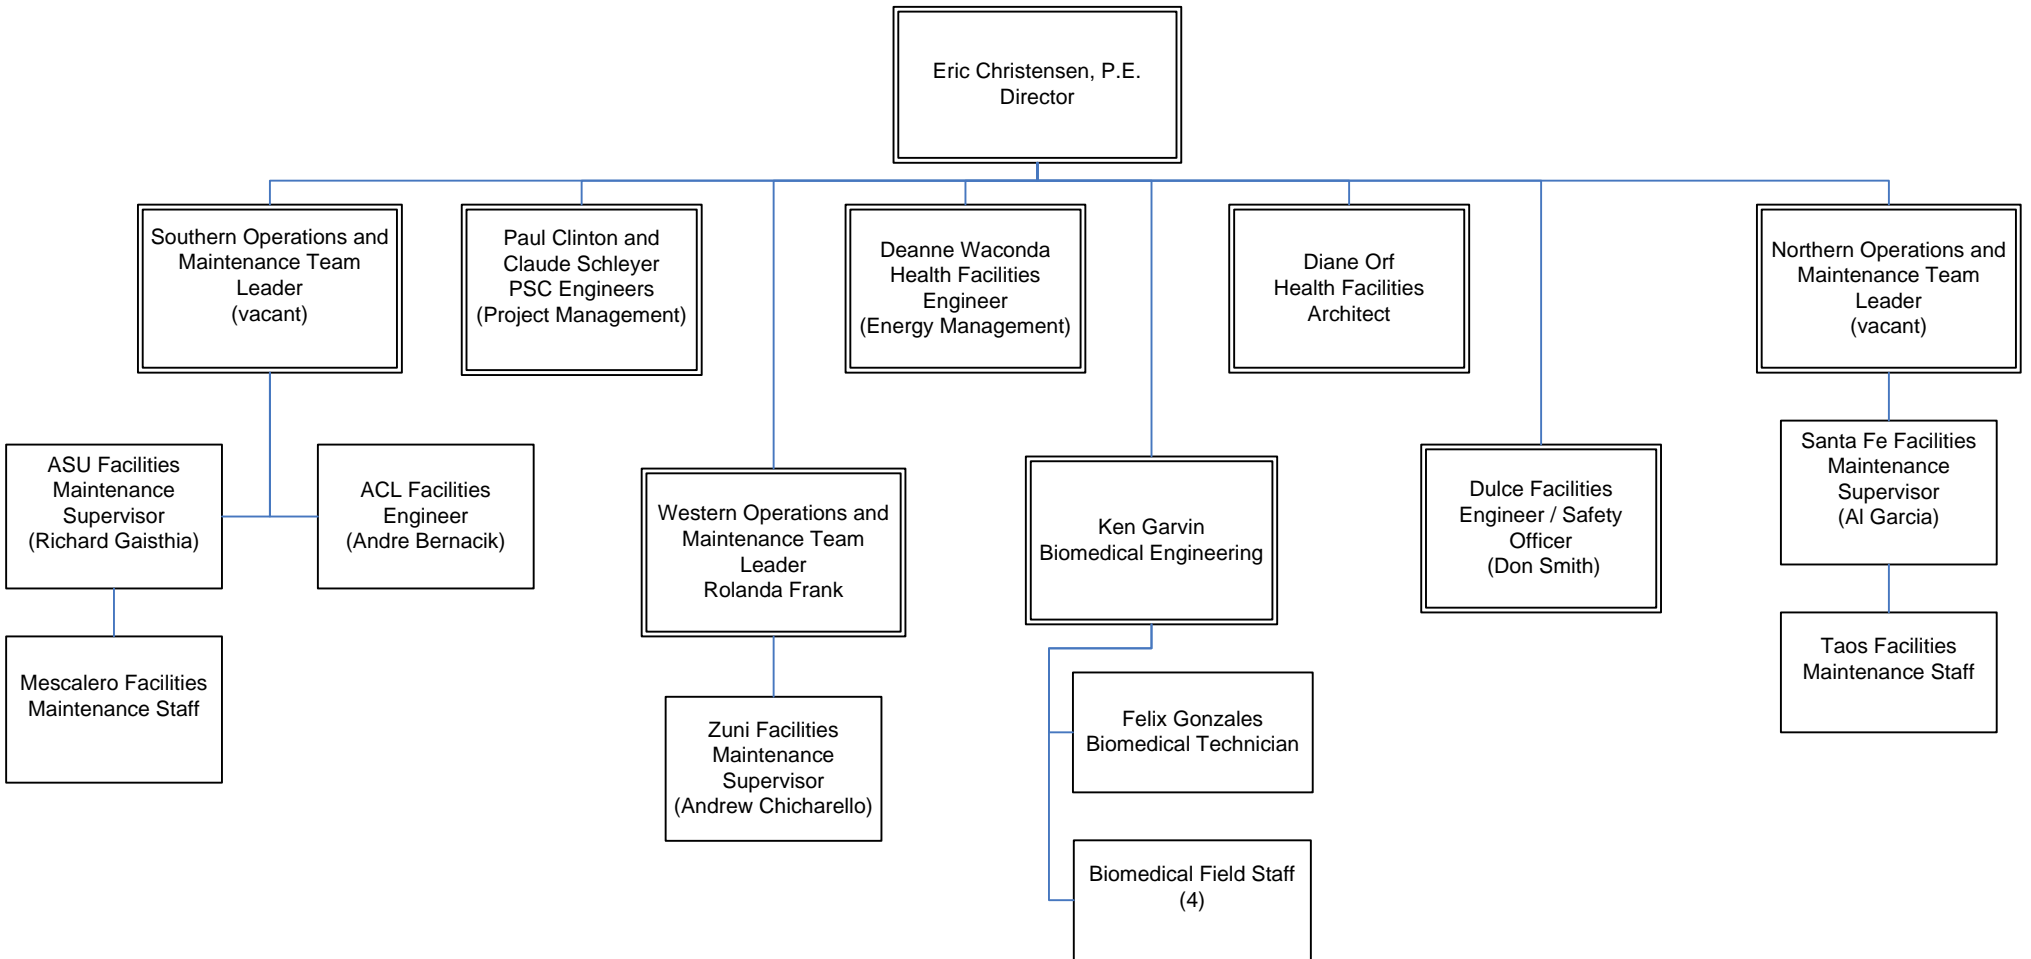 Eric Christensen, P.E.
Director
Southern Operations and
Maintenance Team
Leader
(vacant)
Paul Clinton and
Claude Schleyer
PSC Engineers
(Project Management)
Deanne Waconda
Health Facilities
Engineer
(Energy Management)
Diane Orf
Health Facilities
Architect
Northern Operations and
Maintenance Team
Leader
(vacant)
ASU Facilities
Maintenance
Supervisor
(Richard Gaisthia)
ACL Facilities
Engineer
(Andre Bernacik)
Western Operations and
Maintenance Team
Leader
Rolanda Frank
Ken Garvin
Biomedical Engineering
Dulce Facilities
Engineer / Safety
Officer
(Don Smith)
Santa Fe Facilities
Maintenance
Supervisor
(Al Garcia)
Mescalero Facilities
Maintenance Staff
Zuni Facilities
Maintenance
Supervisor
(Andrew Chicharello)
Felix Gonzales
Biomedical Technician
Taos Facilities
Maintenance Staff
Biomedical Field Staff
(4)